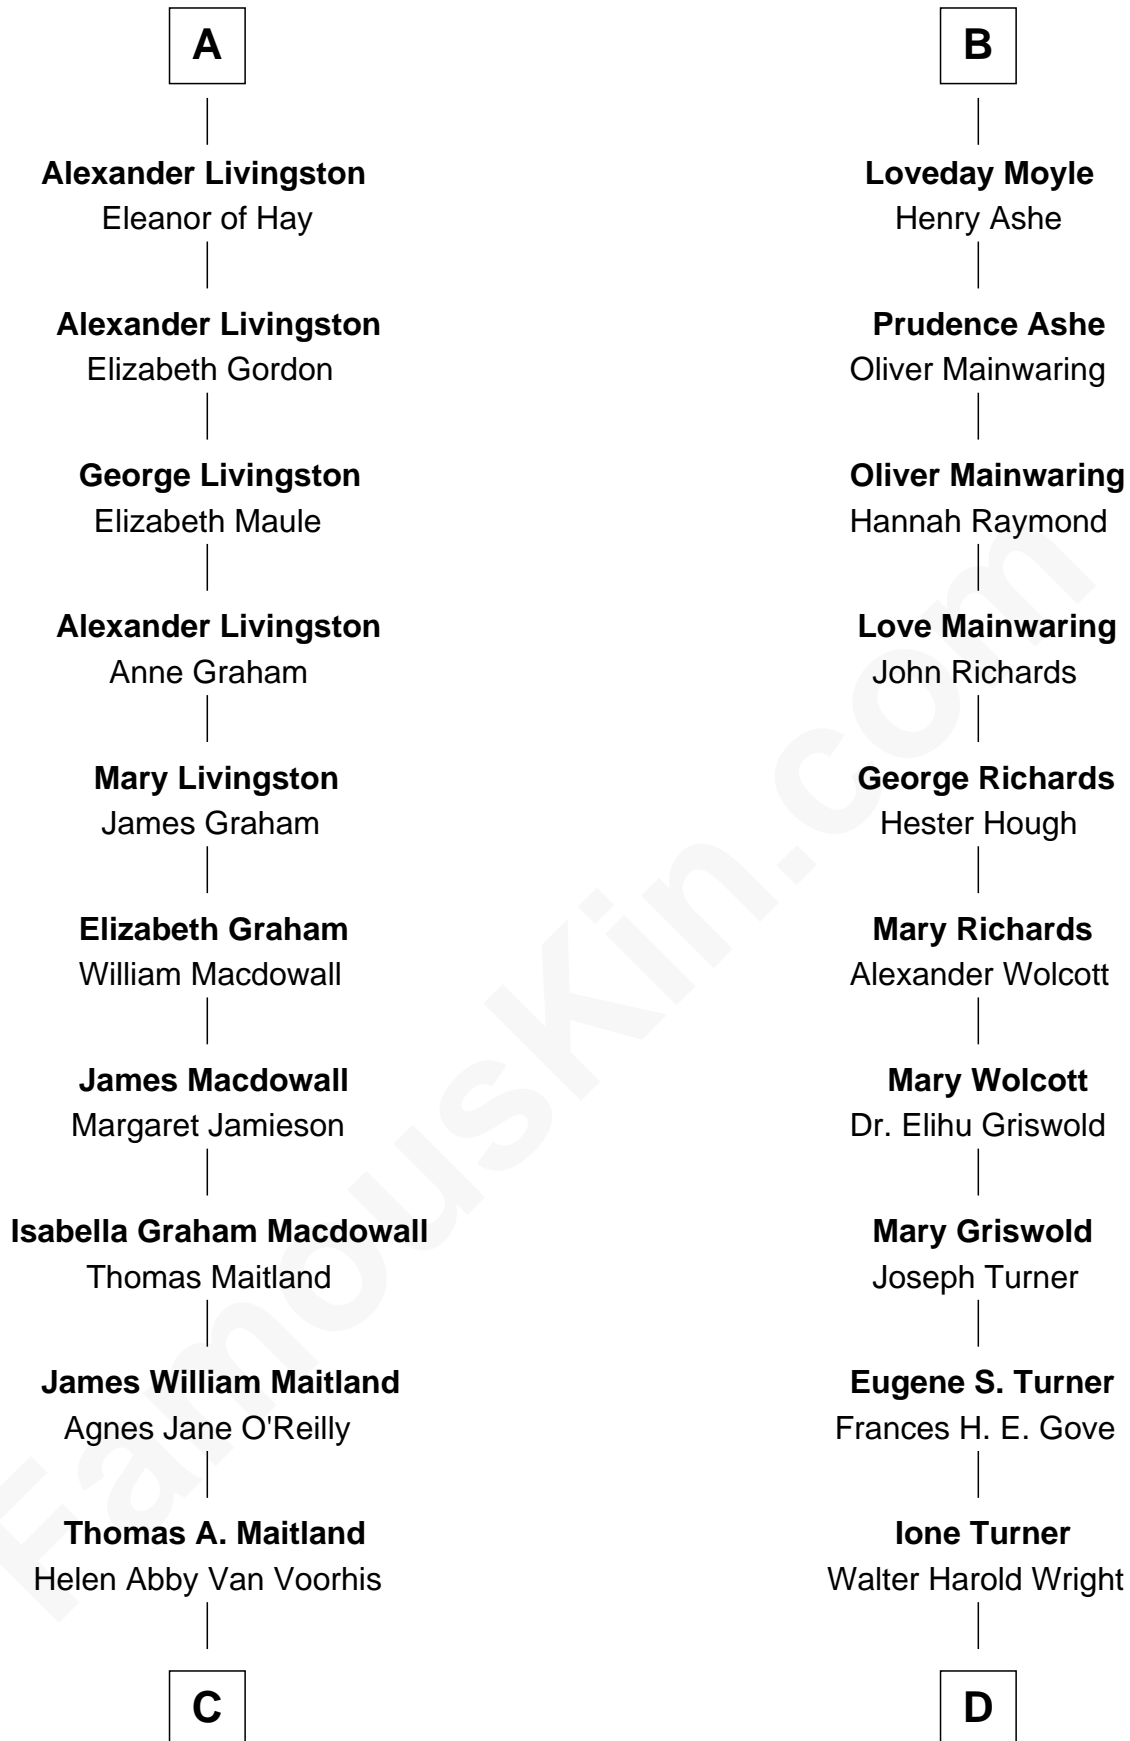 A
Alexander Livingston
Eleanor of Hay
Alexander Livingston
Elizabeth Gordon
George Livingston
Elizabeth Maule
Alexander Livingston
Anne Graham
Mary Livingston
James Graham
Elizabeth Graham
William Macdowall
James Macdowall
Margaret Jamieson
Isabella Graham Macdowall
Thomas Maitland
James William Maitland
Agnes Jane O'Reilly
Thomas A. Maitland
Helen Abby Van Voorhis
C
B
Loveday Moyle
Henry Ashe
Prudence Ashe
Oliver Mainwaring
Oliver Mainwaring
Hannah Raymond
Love Mainwaring
John Richards
George Richards
Hester Hough
Mary Richards
Alexander Wolcott
Mary Wolcott
Dr. Elihu Griswold
Mary Griswold
Joseph Turner
Eugene S. Turner
Frances H. E. Gove
Ione Turner
Walter Harold Wright
D
FamousKin.com